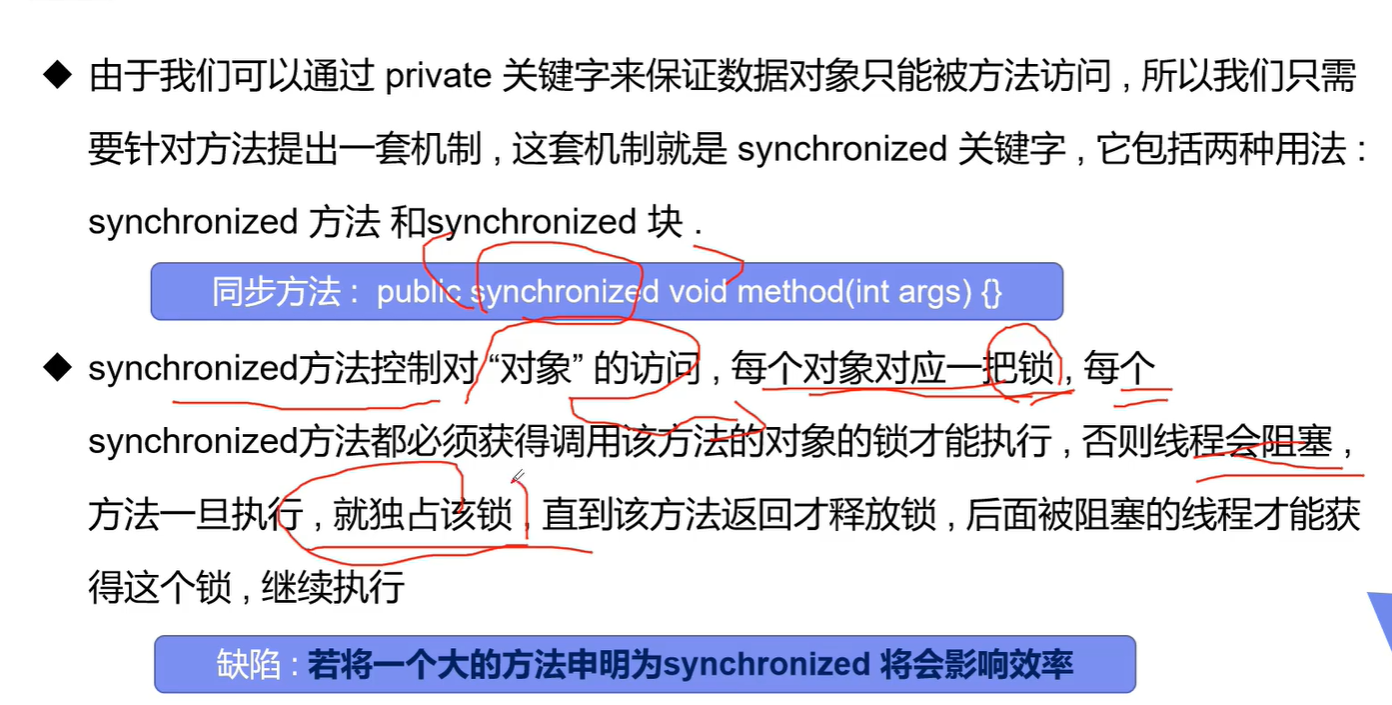 由于我们可以通过 private 关键字来保证数据对象只能被方法访问 , 所以我们只需
要针对方法提出一套机制 , 这套机制就是 synchronized 关键字 , 它包括两种用法 :
synchronized 方法 和synchronized 块 .
同步方法 : public synchronized void method(int args) {}
synchronized方法控制对 “对象” 的访问 , 每个对象对应一把锁 , 每个
synchronized方法都必须获得调用该方法的对象的锁才能执行 , 否则线程会阻塞 ,
方法一旦执行 , 就独占该锁 , 直到该方法返回才释放锁 , 后面被阻塞的线程才能获
得这个锁 , 继续执行
缺陷 : 若将一个大的方法申明为synchronized 将会影响效率